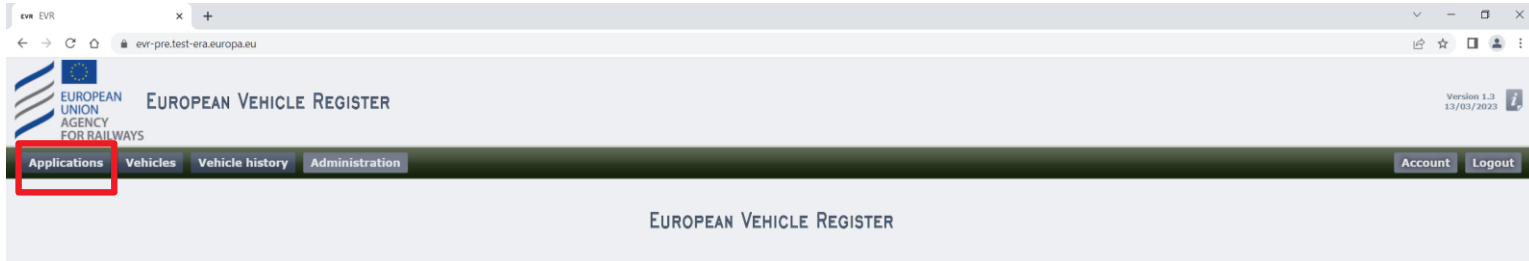 EVR EVR
evr-pre.test-era.europa.eu
EUROPEAN
UNION
AGENCY
FOR RAILWAYS
EUROPEAN VEHICLE REGISTER
Version 1.3
13/03/2023
i
Applications Vehicles Vehicle history Administration Account Logout
EUROPEAN VEHICLE REGISTER